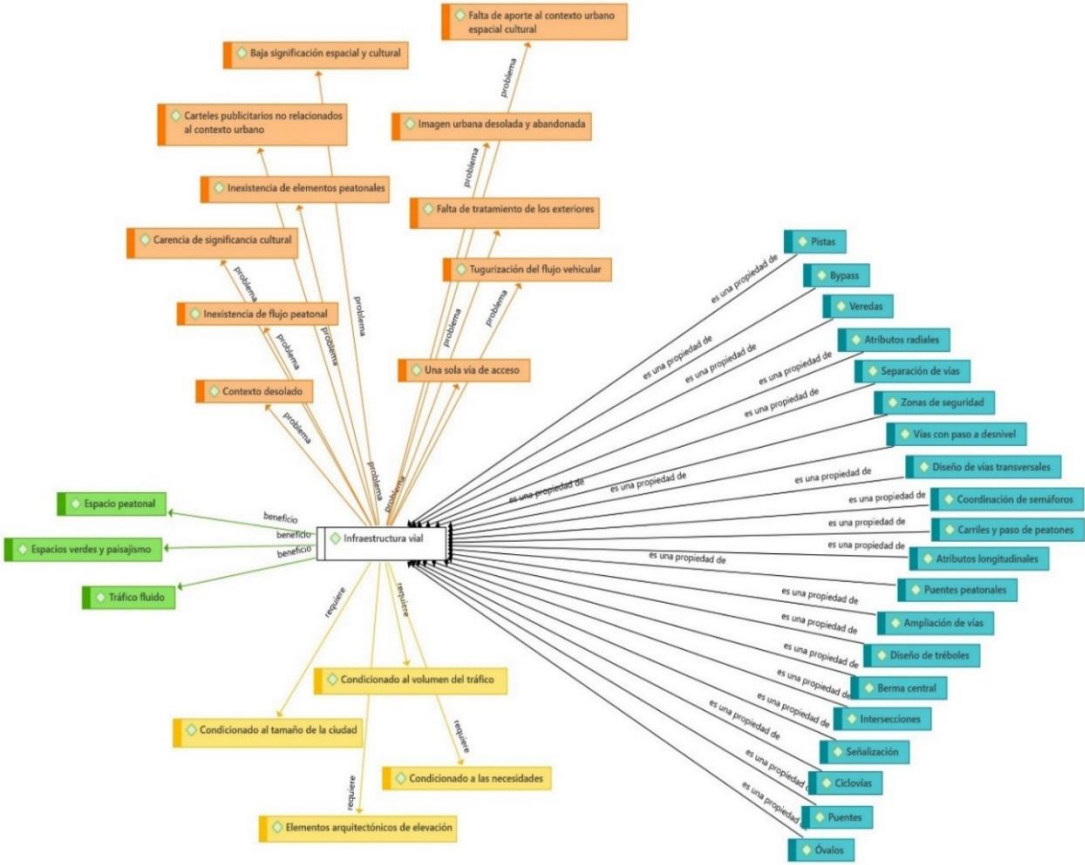 Falta de aporte al contexto urbano
espacial cultural
Baja significación espacial y cultural
problema
problema
Carteles publicitarios no relacionados
al contexto urbano
Imagen urbana desolada y abandonada
problema
Inexistencia de elementos peatonales
Falta de tratamiento de los exteriores
Carencia de significancia cultural
Tugurización del flujo vehicular
problema
problema
problema
problema
Inexistencia de flujo peatonal
problema
problema
Una sola vía de acceso
Contexto desolado
problema
problema
problema
Pistas
es una propiedad de
Bypass
es una propiedad de
Veredas
es una propiedad de
Atributos radiales
es una propiedad de
Separación de vías
es una propiedad de
Zonas de seguridad
es una propiedad de
Vías con paso a desnivel
es una propiedad de
Diseño de vías transversales
es una propiedad de
Coordinación de semáforos
es una propiedad de
Carriles y paso de peatones
es una propiedad de
Atributos longitudinales
es una propiedad de
Puentes peatonales
es una propiedad de
Ampliación de vías
es una propiedad de
Diseño de tréboles
es una propiedad de
Berma central
es una propiedad de
Intersecciones
es una propiedad de
Señalización
es una propiedad de
Ciclovías
es una propiedad de
Puentes
es una propiedad de
Óvalos
Espacio peatonal
beneficio
Infraestructura vial
beneficio
Espacios verdes y paisajismo
beneficio
Tráfico fluido
requiere
requiere
Condicionado al volumen del tráfico
Condicionado al tamaño de la ciudad
requiere
Condicionado a las necesidades
requiere
Elementos arquitectónicos de elevación